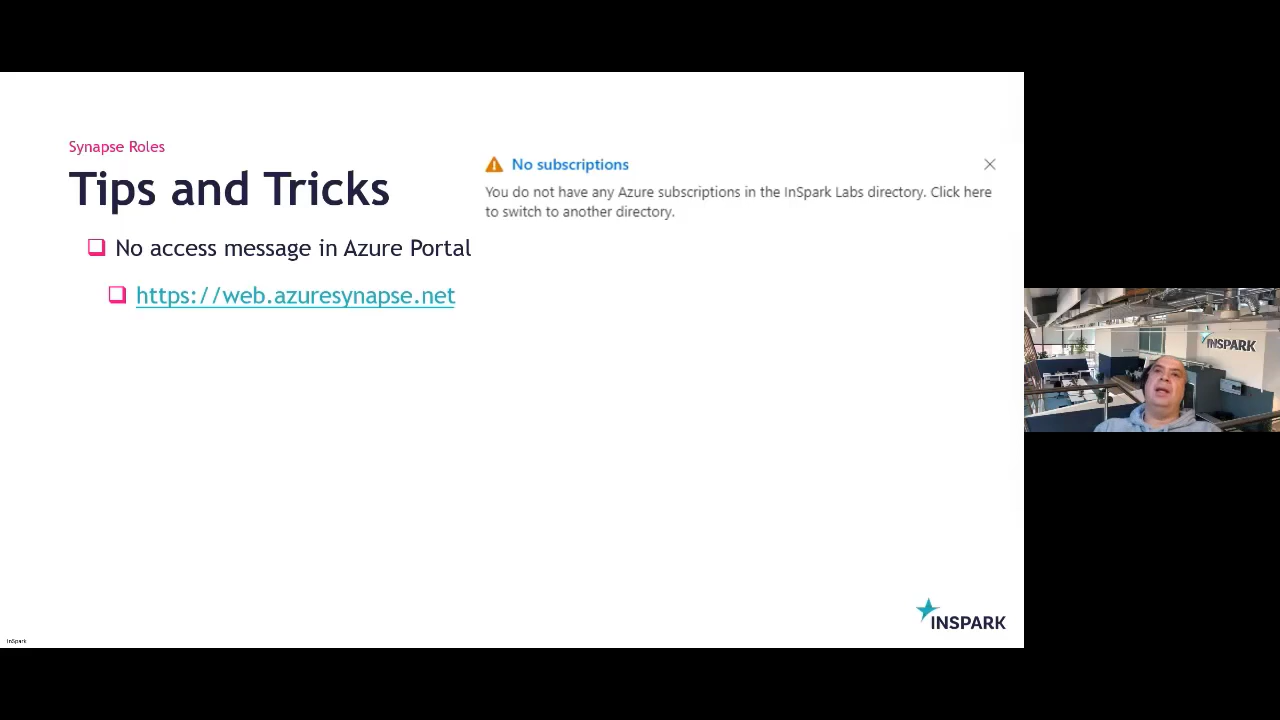 Synapse Roles
Tips and Tricks
No access message in Azure Portal
https://web.azuresynapse.net
No subscriptions
You do not have any Azure subscriptions in the InSpark Labs directory. Click here
to switch to another directory.
INSPARK
InSpark
INSPARK